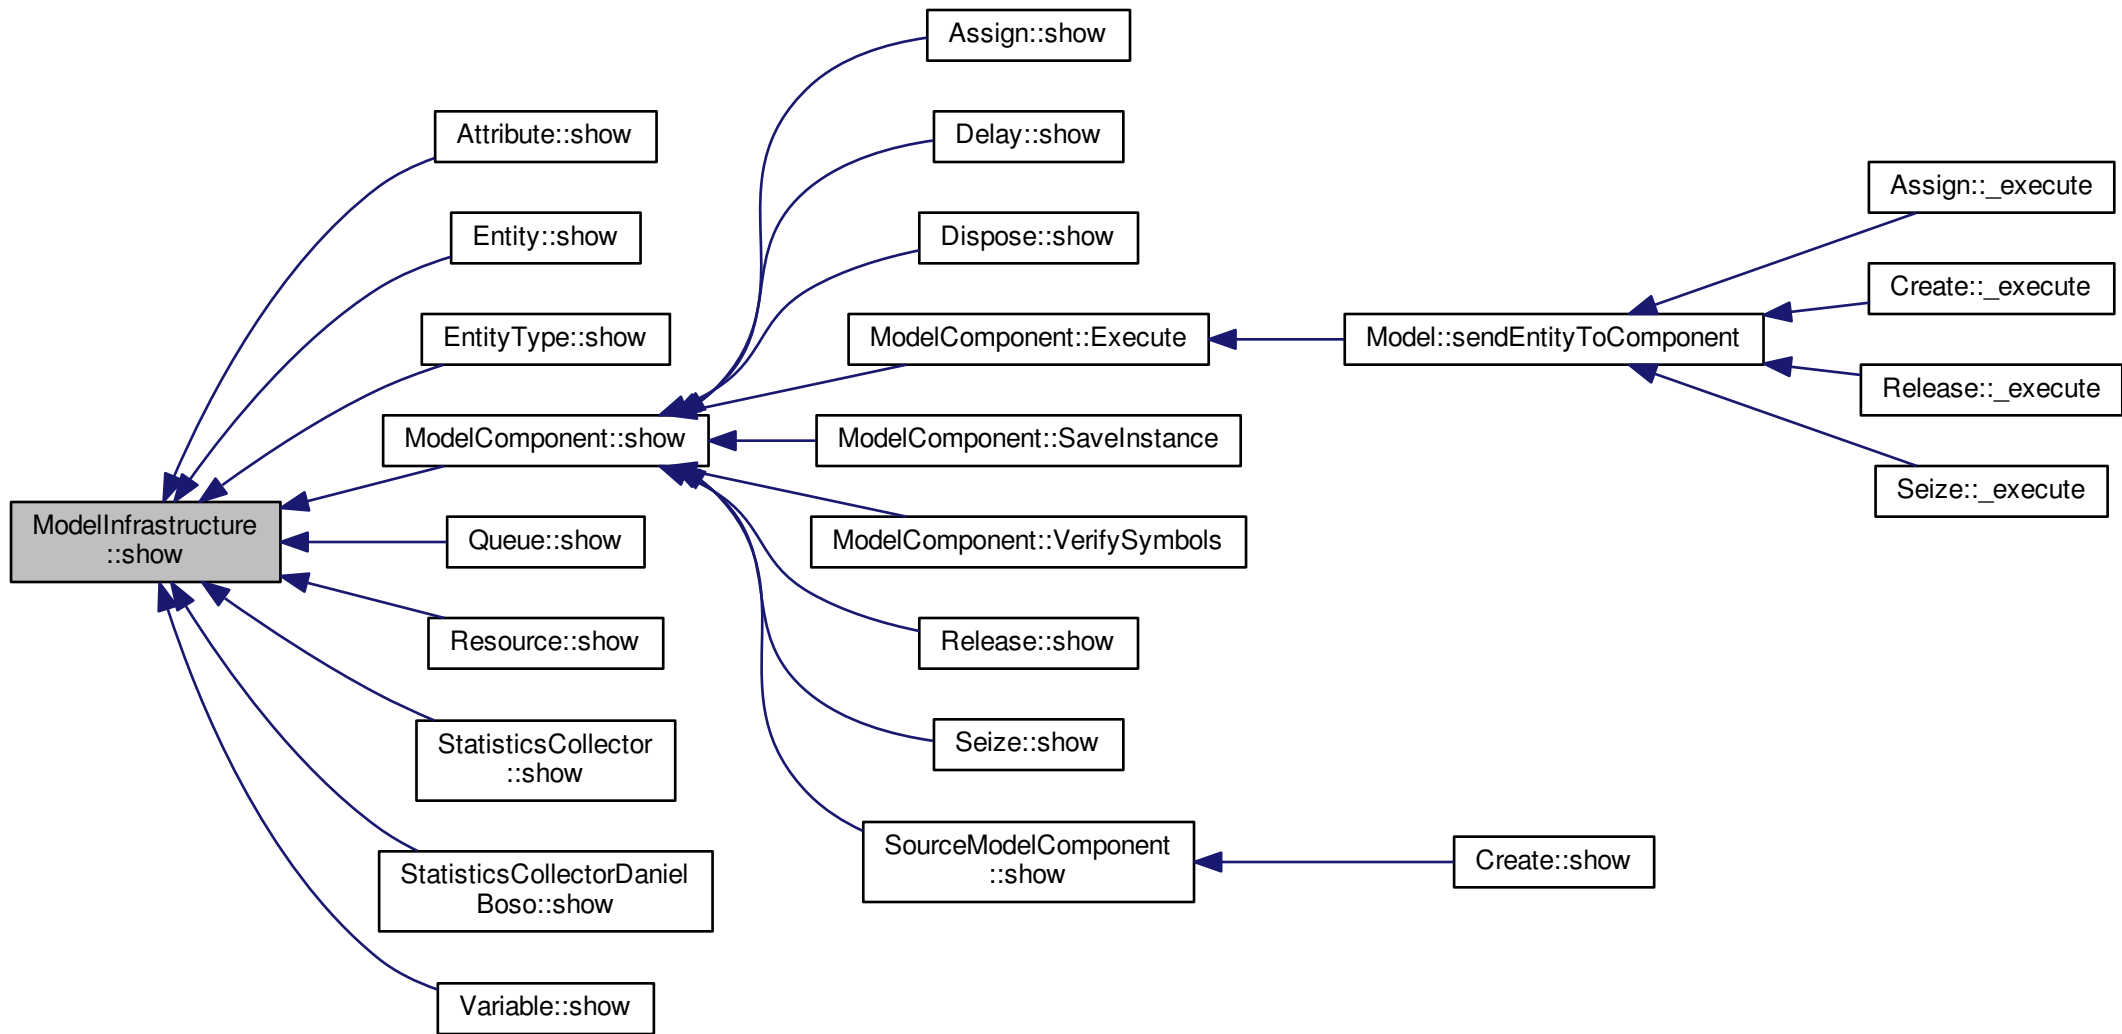 Assign::show
Attribute::show
Delay::show
Assign::_execute
Entity::show
Dispose::show
Create::_execute
EntityType::show
ModelComponent::Execute
Model::sendEntityToComponent
Release::_execute
ModelComponent::show
ModelComponent::SaveInstance
Seize::_execute
ModelInfrastructure
::show
Queue::show
ModelComponent::VerifySymbols
Resource::show
Release::show
StatisticsCollector
::show
Seize::show
SourceModelComponent
::show
Create::show
StatisticsCollectorDaniel
Boso::show
Variable::show